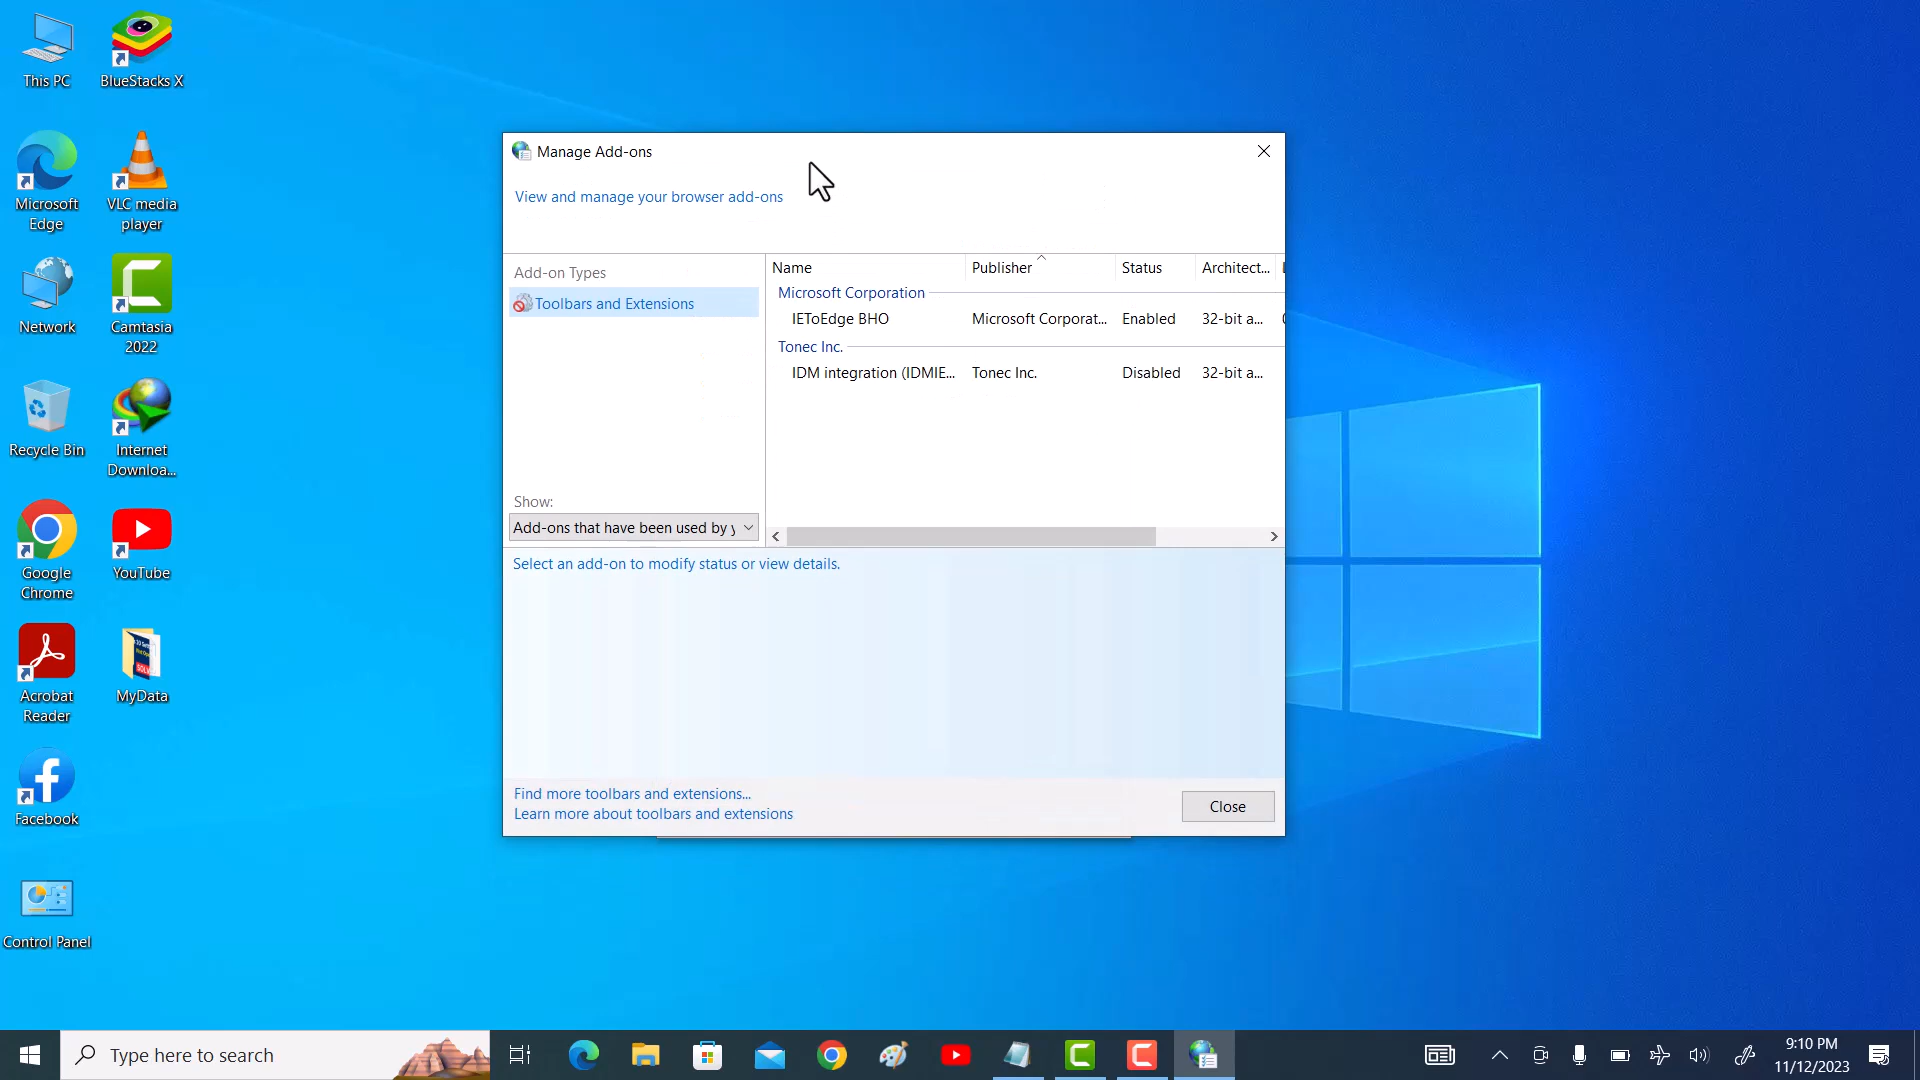 This PC
BlueStacks X
Microsoft
Edge
VLC media
player
Network
Camtasia
2022
Recycle Bin
Internet
Downloa...
Google
Chrome
YouTube
Acrobat
Reader
MyData
Facebook
Control Panel
Manage Add-ons
View and manage your browser add-ons
Add-on Types
Toolbars and Extensions
Show:
Add-ons that have been used by
Name Publisher Status Architect...
Microsoft Corporation
IEToEdge BHO Microsoft Corporat... Enabled 32-bit a...
Tonec Inc.
IDM integration (IDMIE... Tonec Inc. Disabled 32-bit a...
Select an add-on to modify status or view details.
Find more toolbars and extensions...
Learn more about toolbars and extensions
Close
Type here to search
9:10 PM
11/12/2023